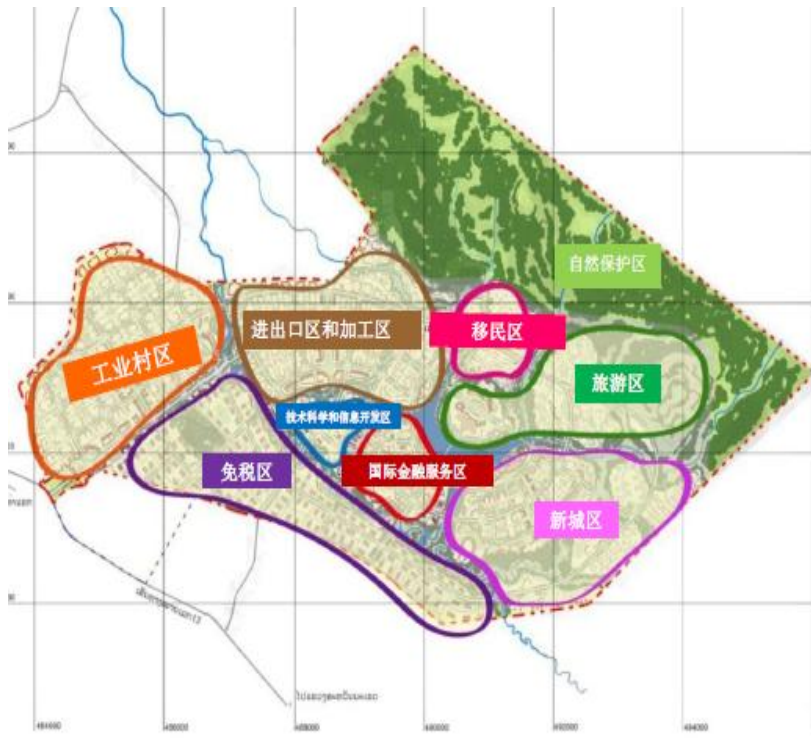 自然保护区
进出口区和加工区
移民区
工业村区
旅游区
技术科学和信息开发区
免税区
国际金融服务区
新城区